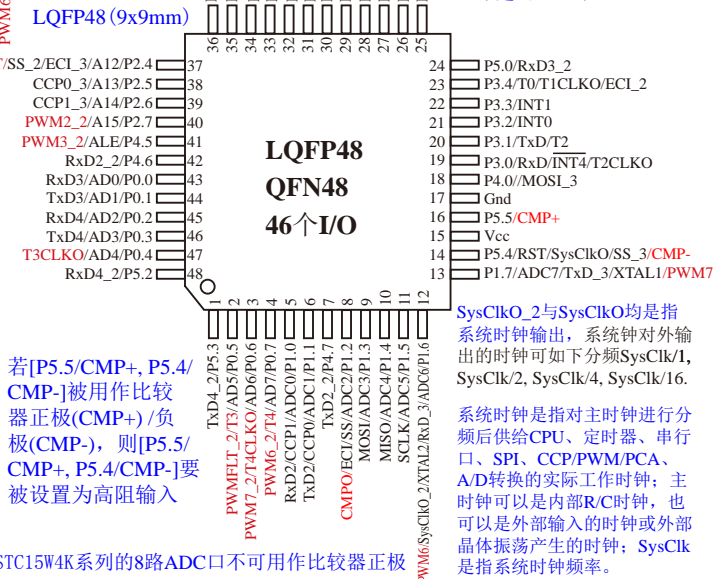 LQFP48(9x9mm)
36 35 34 33 32 31 30 29 28 27 26 25
/SS_2/ECI_3/A12/P2.4 37
CCP0_3/A13/P2.5 38
CCP1_3/A14/P2.6 39
PWM2_2/A15/P2.7 40
PWM3_2/ALE/P4.5 41
RxD2_2/P4.6 42
RxD3/AD0/P0.0 43
TxD3/AD1/P0.1 44
RxD4/AD2/P0.2 45
TxD4/AD3/P0.3 46
T3CLKO/AD4/P0.4 47
RxD4_2/P5.2 48
LQFP48
QFN48
46个I/O
24 P5.0/RxD3_2
23 P3.4/T0/T1CLKO/ECI_2
22 P3.3/INT1
21 P3.2/INT0
20 P3.1/TxD/T2
19 P3.0/RxD/INT4/T2CLKO
18 P4.0//MOSI_3
17 Gnd
16 P5.5/CMP+
15 Vcc
14 P5.4/RST/SysClkO/SS_3/CMP-
13 P1.7/ADC7/TxD_3/XTAL1/PWM7
1 TxD4_2/P5.3
2 PWMFLT_2/T3/AD5/P0.5
3 PWM7_2/T4CLKO/AD6/P0.6
4 PWM6_2/T4/AD7/P0.7
5 RxD2/CCP1/ADC0/P1.0
6 TxD2/CCP0/ADC1/P1.1
7 TxD2_2/P4.7
8 CMPO/ECI/SS/ADC2/P1.2
9 MOSI/ADC3/P1.3
10 MISO/ADC4/P1.4
11 SCLK/ADC5/P1.5
12 PWM6/SysClkO_2/XTAL2/RxD_3/ADC6/P1.6
若[P5.5/CMP+, P5.4/
CMP-]被用作比较
器正极(CMP+) /负
极(CMP-)，则[P5.5/
CMP+, P5.4/CMP-]要
被设置为高阻输入
STC15W4K系列的8路ADC口不可用作比较器正极
SysClkO_2与SysClkO均是指
系统时钟输出，系统钟对外输
出的时钟可如下分频SysClk/1,
SysClk/2, SysClk/4, SysClk/16.
系统时钟是指对主时钟进行分
频后供给CPU、定时器、串行
口、SPI、CCP/PWM/PCA、
A/D转换的实际工作时钟；主
时钟可以是内部R/C时钟，也
可以是外部输入的时钟或外部
晶体振荡产生的时钟；SysClk
是指系统时钟频率。